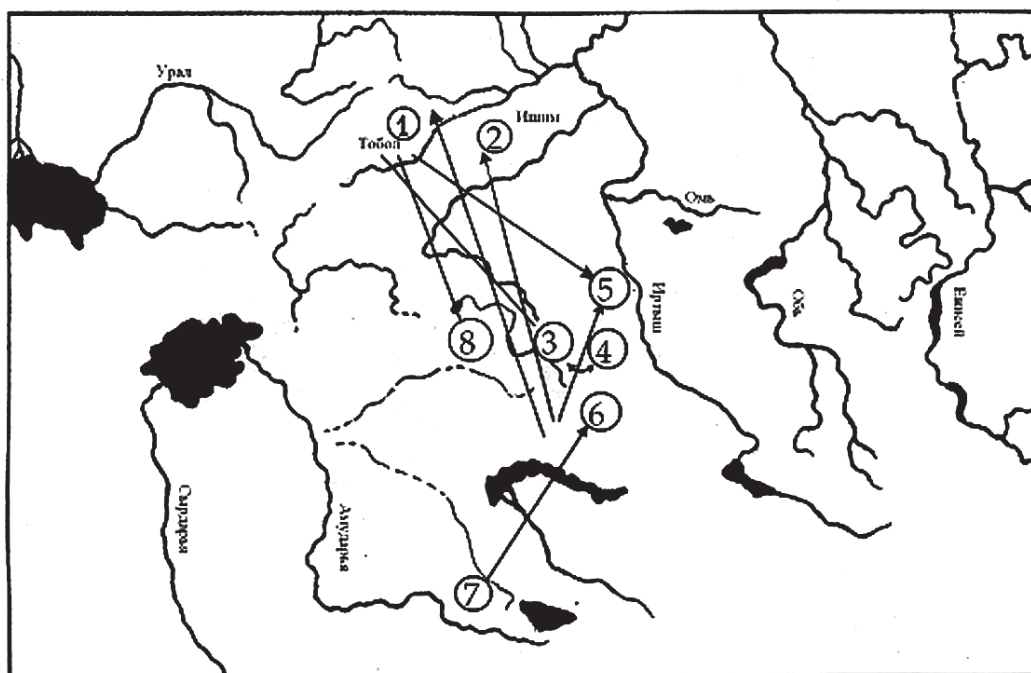 Урал
1
2
Ишим
Тобол
Омь
5
Иртыш
Обь
Енисей
8
3
4
6
Сырдарья
Амударья
7